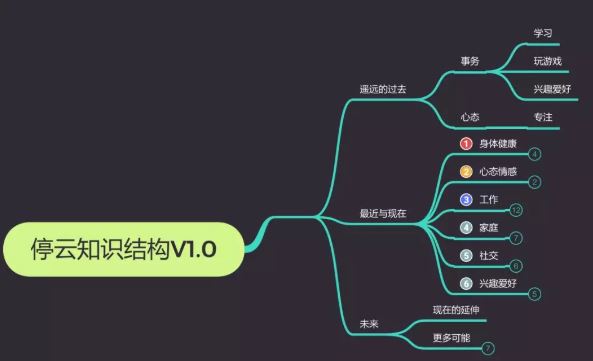 停云知识结构V1.0
遥远的过去
事务
学习
玩游戏
兴趣爱好
心态
专注
最近与现在
1 身体健康 4
2 心态情感 2
3 工作 12
4 家庭 7
5 社交 6
6 兴趣爱好 5
未来
现在的延伸
更多可能 7